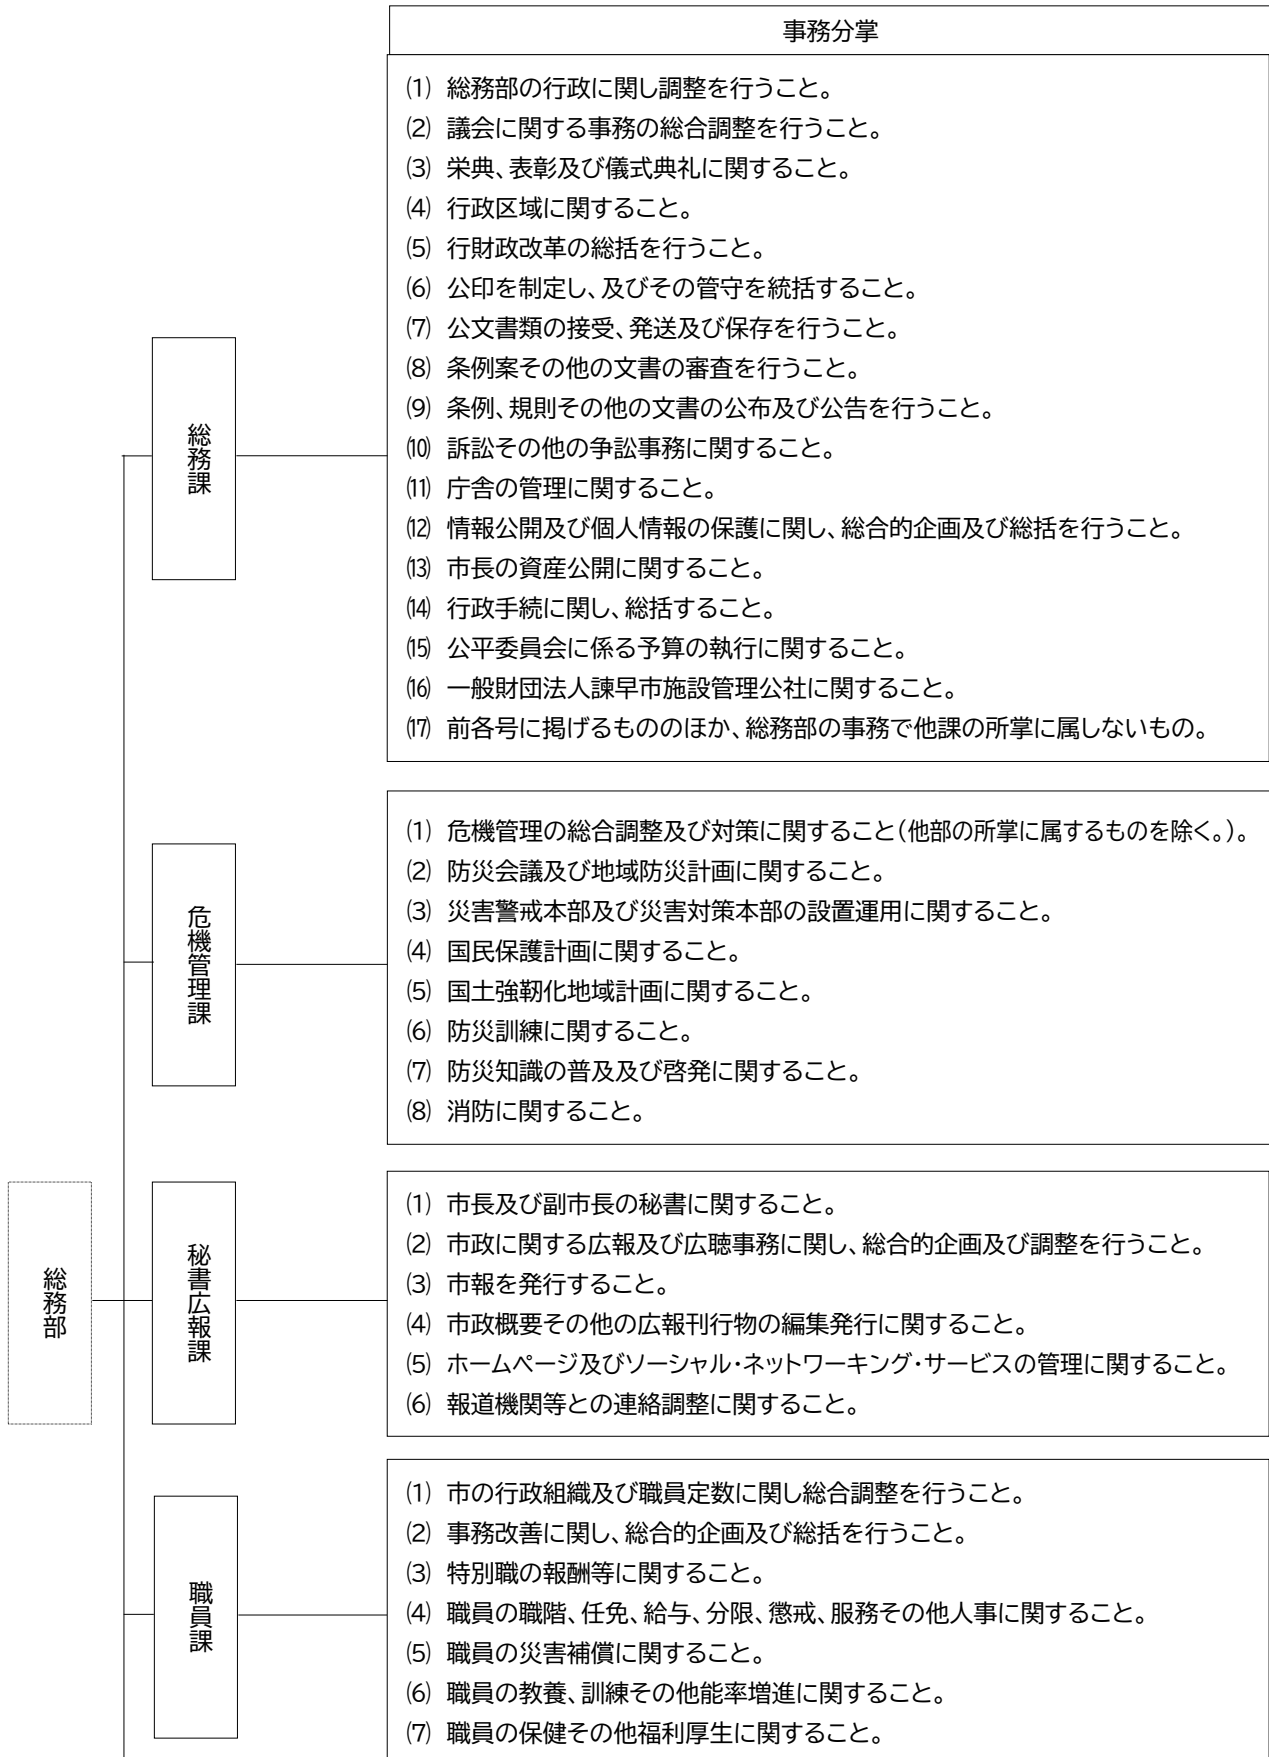 事務分掌
総務部
総務課
⑴ 総務部の行政に関し調整を行うこと。
⑵ 議会に関する事務の総合調整を行うこと。
⑶ 栄典、表彰及び儀式典礼に関すること。
⑷ 行政区域に関すること。
⑸ 行財政改革の総括を行うこと。
⑹ 公印を制定し、及びその管守を統括すること。
⑺ 公文書類の接受、発送及び保存を行うこと。
⑻ 条例案その他の文書の審査を行うこと。
⑼ 条例、規則その他の文書の公布及び公告を行うこと。
⑽ 訴訟その他の争訟事務に関すること。
⑾ 庁舎の管理に関すること。
⑿ 情報公開及び個人情報の保護に関し、総合的企画及び総括を行うこと。
⒀ 市長の資産公開に関すること。
⒁ 行政手続に関し、総括すること。
⒂ 公平委員会に係る予算の執行に関すること。
⒃ 一般財団法人諫早市施設管理公社に関すること。
⒄ 前各号に掲げるもののほか、総務部の事務で他課の所掌に属しないもの。
危機管理課
⑴ 危機管理の総合調整及び対策に関すること(他部の所掌に属するものを除く。)。
⑵ 防災会議及び地域防災計画に関すること。
⑶ 災害警戒本部及び災害対策本部の設置運用に関すること。
⑷ 国民保護計画に関すること。
⑸ 国土強靭化地域計画に関すること。
⑹ 防災訓練に関すること。
⑺ 防災知識の普及及び啓発に関すること。
⑻ 消防に関すること。
秘書広報課
⑴ 市長及び副市長の秘書に関すること。
⑵ 市政に関する広報及び広聴事務に関し、総合的企画及び調整を行うこと。
⑶ 市報を発行すること。
⑷ 市政概要その他の広報刊行物の編集発行に関すること。
⑸ ホームページ及びソーシャル・ネットワーキング・サービスの管理に関すること。
⑹ 報道機関等との連絡調整に関すること。
職員課
⑴ 市の行政組織及び職員定数に関し総合調整を行うこと。
⑵ 事務改善に関し、総合的企画及び総括を行うこと。
⑶ 特別職の報酬等に関すること。
⑷ 職員の職階、任免、給与、分限、懲戒、服務その他人事に関すること。
⑸ 職員の災害補償に関すること。
⑹ 職員の教養、訓練その他能率増進に関すること。
⑺ 職員の保健その他福利厚生に関すること。